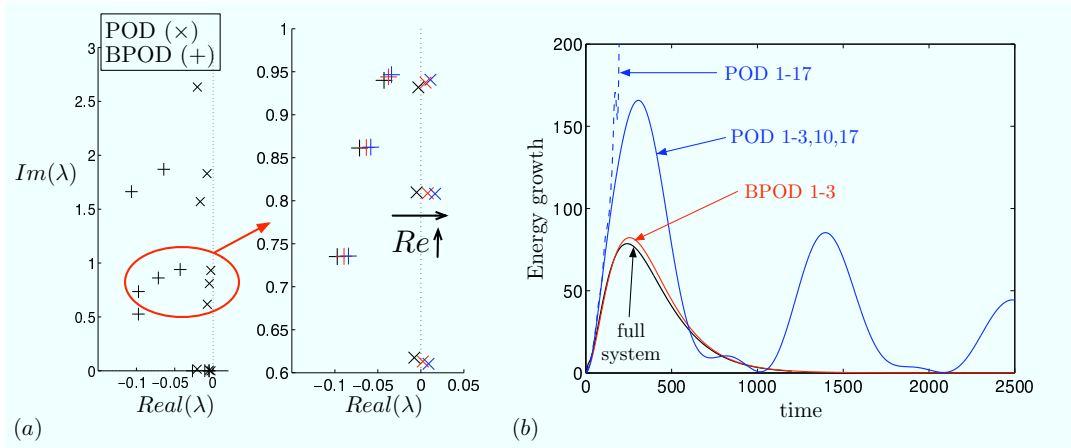 POD (×)
BPOD (+)
3
2.5
2
1.5
1
0.5
0
Im(λ)
−0.1
−0.05
0
Real(λ)
(a)
1
0.95
0.9
0.85
0.8
0.75
0.7
0.65
0.6
Re
−0.1
−0.05
0
0.05
Real(λ)
200
150
100
50
0
Energy growth
POD 1-17
POD 1-3,10,17
BPOD 1-3
full
system
0
500
1000
1500
2000
2500
time
(b)